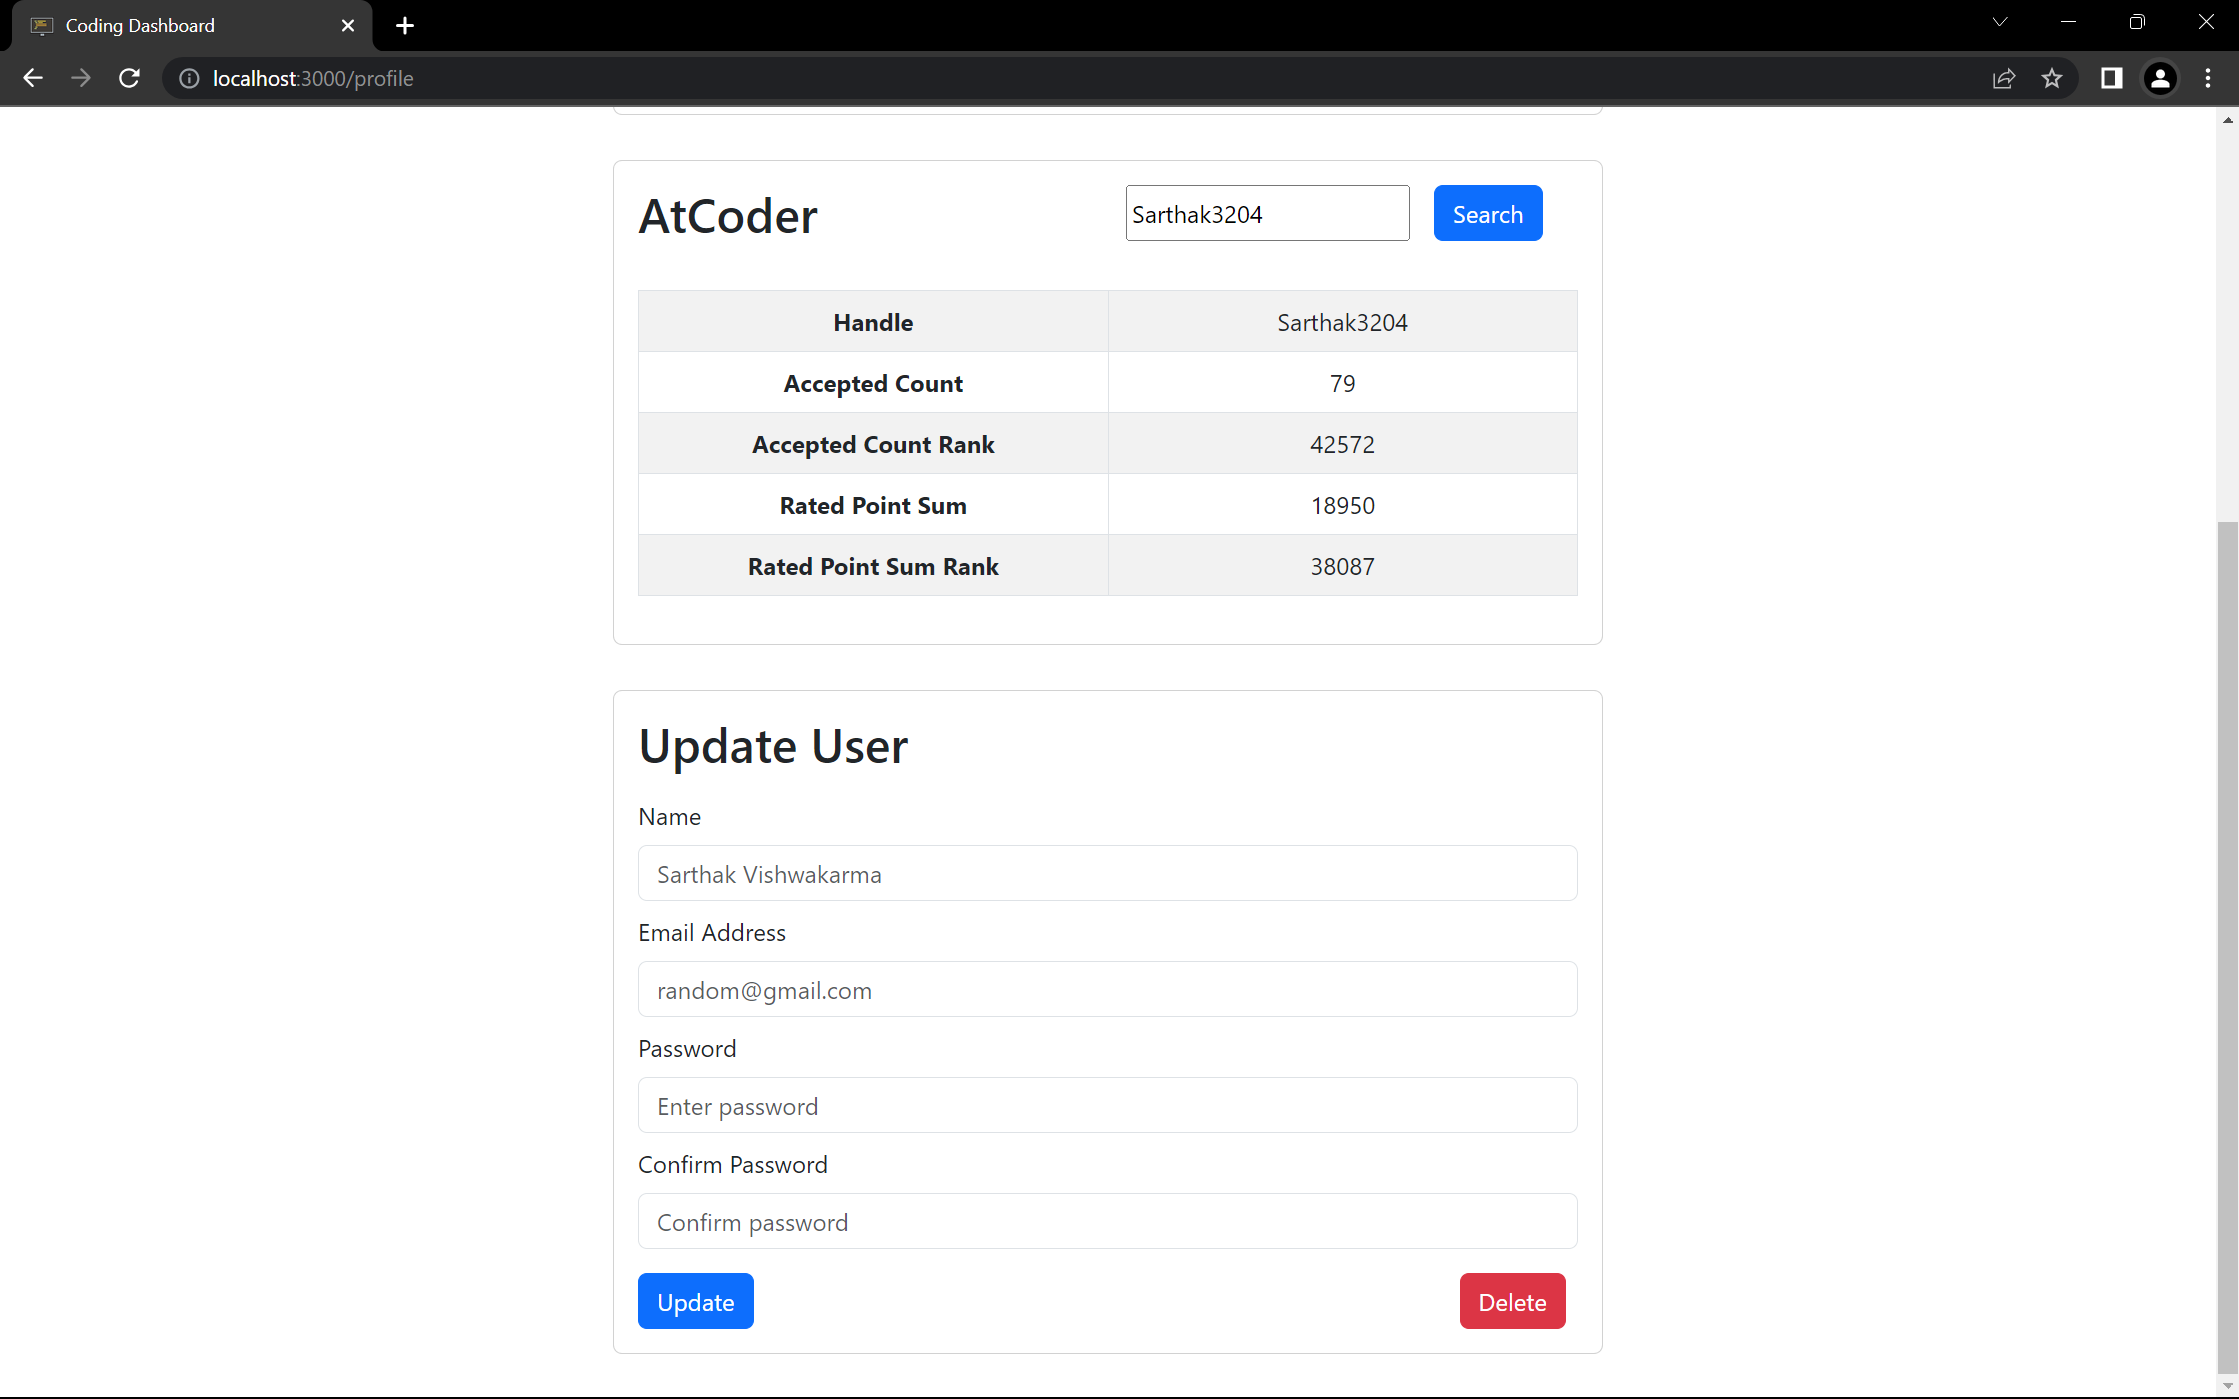 Coding Dashboard
localhost:3000/profile
AtCoder
Sarthak3204
Search
Handle Sarthak3204
Accepted Count 79
Accepted Count Rank 42572
Rated Point Sum 18950
Rated Point Sum Rank 38087
Update User
Name
Sarthak Vishwakarma
Email Address
random@gmail.com
Password
Enter password
Confirm Password
Confirm password
Update
Delete